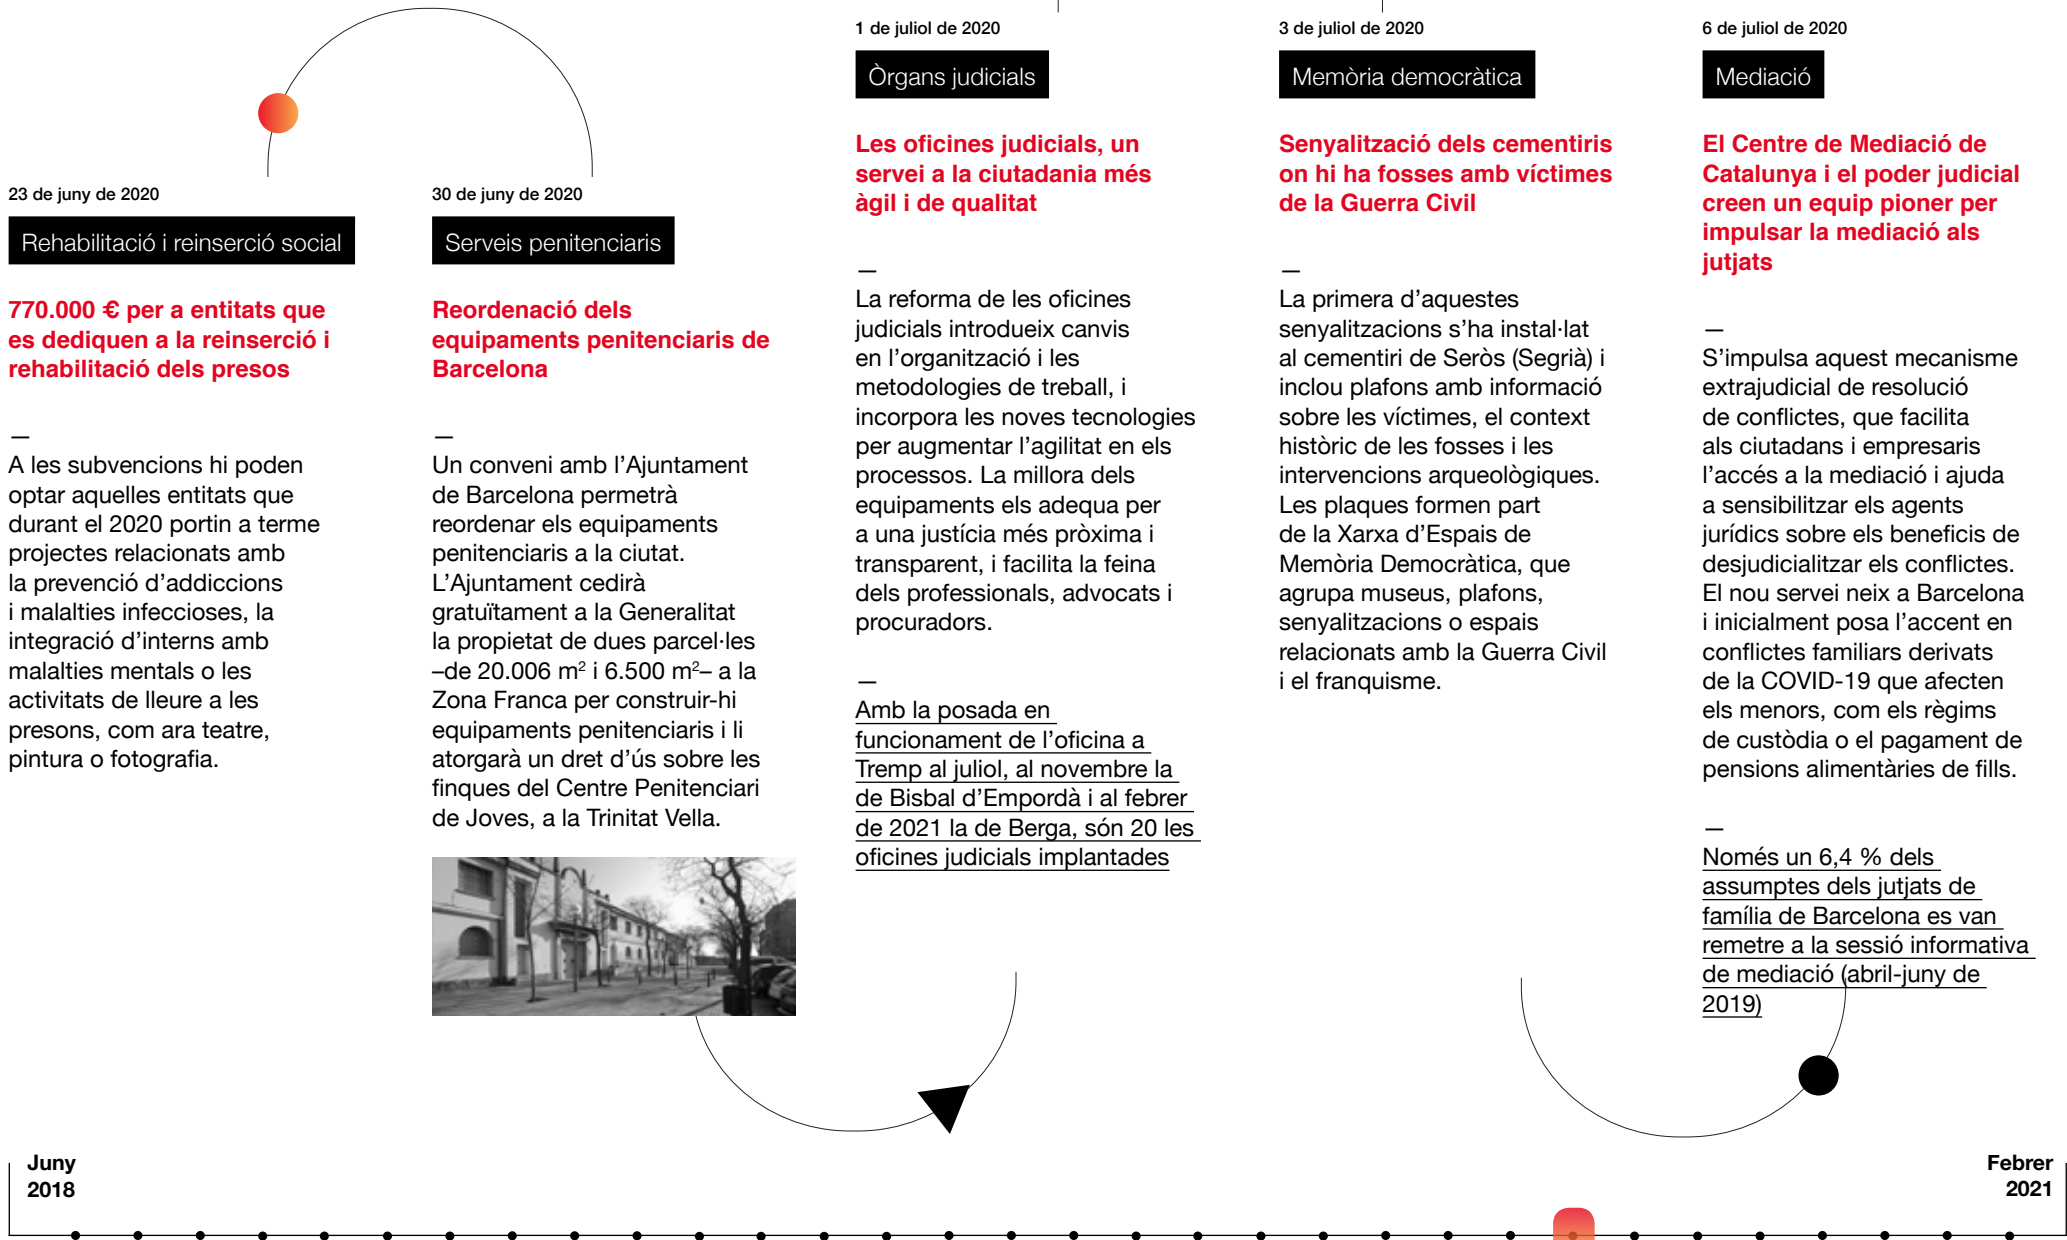 23 de juny de 2020
Rehabilitació i reinserció social
770.000 € per a entitats que
es dediquen a la reinserció i
rehabilitació dels presos
—
A les subvencions hi poden
optar aquelles entitats que
durant el 2020 portin a terme
projectes relacionats amb
la prevenció d’addiccions
i malalties infeccioses, la
integració d’interns amb
malalties mentals o les
activitats de lleure a les
presons, com ara teatre,
pintura o fotografia.
30 de juny de 2020
Serveis penitenciaris
Reordenació dels
equipaments penitenciaris de
Barcelona
—
Un conveni amb l’Ajuntament
de Barcelona permetrà
reordenar els equipaments
penitenciaris a la ciutat.
L’Ajuntament cedirà
gratuïtament a la Generalitat
la propietat de dues parcel·les
–de 20.006 m² i 6.500 m²– a la
Zona Franca per construir-hi
equipaments penitenciaris i li
atorgarà un dret d’ús sobre les
finques del Centre Penitenciari
de Joves, a la Trinitat Vella.
1 de juliol de 2020
Òrgans judicials
Les oficines judicials, un
servei a la ciutadania més
àgil i de qualitat
—
La reforma de les oficines
judicials introdueix canvis
en l’organització i les
metodologies de treball, i
incorpora les noves tecnologies
per augmentar l’agilitat en els
processos. La millora dels
equipaments els adequa per
a una justícia més pròxima i
transparent, i facilita la feina
dels professionals, advocats i
procuradors.
—
Amb la posada en
funcionament de l’oficina a
Tremp al juliol, al novembre la
de Bisbal d’Empordà i al febrer
de 2021 la de Berga, són 20 les
oficines judicials implantades
3 de juliol de 2020
Memòria democràtica
Senyalització dels cementiris
on hi ha fosses amb víctimes
de la Guerra Civil
—
La primera d’aquestes
senyalitzacions s’ha instal·lat
al cementiri de Seròs (Segrià) i
inclou plafons amb informació
sobre les víctimes, el context
històric de les fosses i les
intervencions arqueològiques.
Les plaques formen part
de la Xarxa d’Espais de
Memòria Democràtica, que
agrupa museus, plafons,
senyalitzacions o espais
relacionats amb la Guerra Civil
i el franquisme.
6 de juliol de 2020
Mediació
El Centre de Mediació de
Catalunya i el poder judicial
creen un equip pioner per
impulsar la mediació als
jutjats
—
S’impulsa aquest mecanisme
extrajudicial de resolució
de conflictes, que facilita
als ciutadans i empresaris
l’accés a la mediació i ajuda
a sensibilitzar els agents
jurídics sobre els beneficis de
desjudicialitzar els conflictes.
El nou servei neix a Barcelona
i inicialment posa l’accent en
conflictes familiars derivats
de la COVID-19 que afecten
els menors, com els règims
de custòdia o el pagament de
pensions alimentàries de fills.
—
Només un 6,4 % dels
assumptes dels jutjats de
família de Barcelona es van
remetre a la sessió informativa
de mediació (abril-juny de
2019)
Juny
2018
Febrer
2021